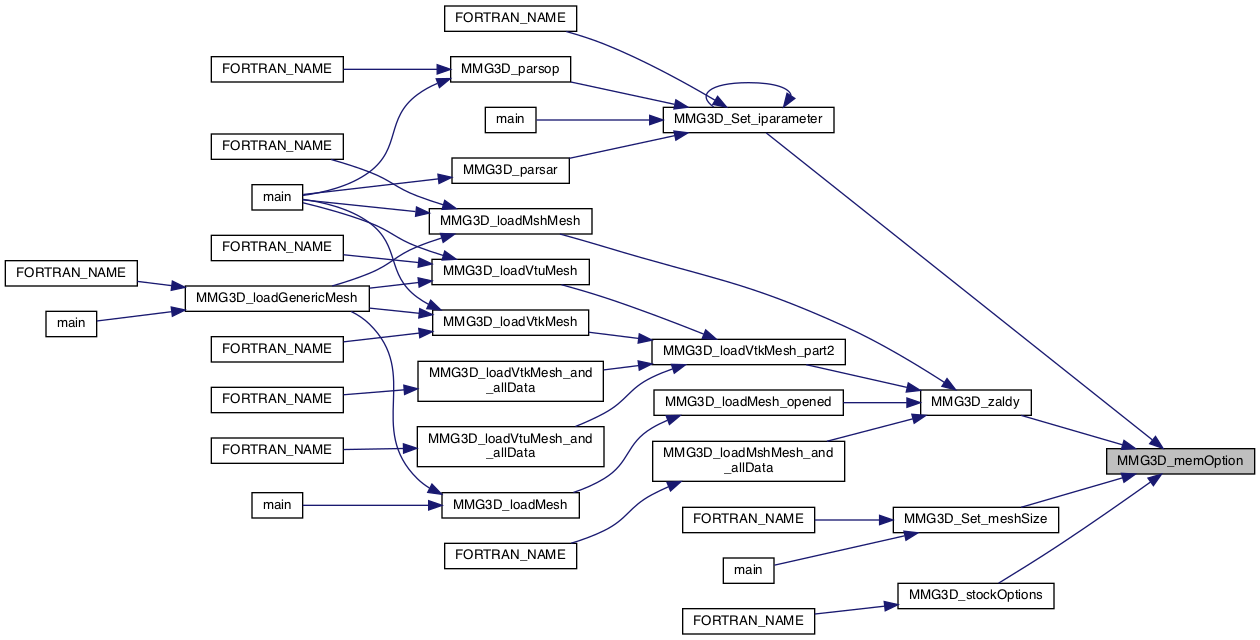 FORTRAN_NAME
FORTRAN_NAME
MMG3D_parsop
main
MMG3D_Set_iparameter
FORTRAN_NAME
MMG3D_parsar
main
MMG3D_loadMshMesh
FORTRAN_NAME
FORTRAN_NAME
MMG3D_loadVtuMesh
MMG3D_loadGenericMesh
main
MMG3D_loadVtkMesh
FORTRAN_NAME
MMG3D_loadVtkMesh_part2
MMG3D_loadVtkMesh_and
_allData
FORTRAN_NAME
MMG3D_loadMesh_opened
MMG3D_zaldy
FORTRAN_NAME
MMG3D_loadVtuMesh_and
_allData
MMG3D_loadMshMesh_and
_allData
MMG3D_memOption
main
MMG3D_loadMesh
FORTRAN_NAME
MMG3D_Set_meshSize
FORTRAN_NAME
main
MMG3D_stockOptions
FORTRAN_NAME